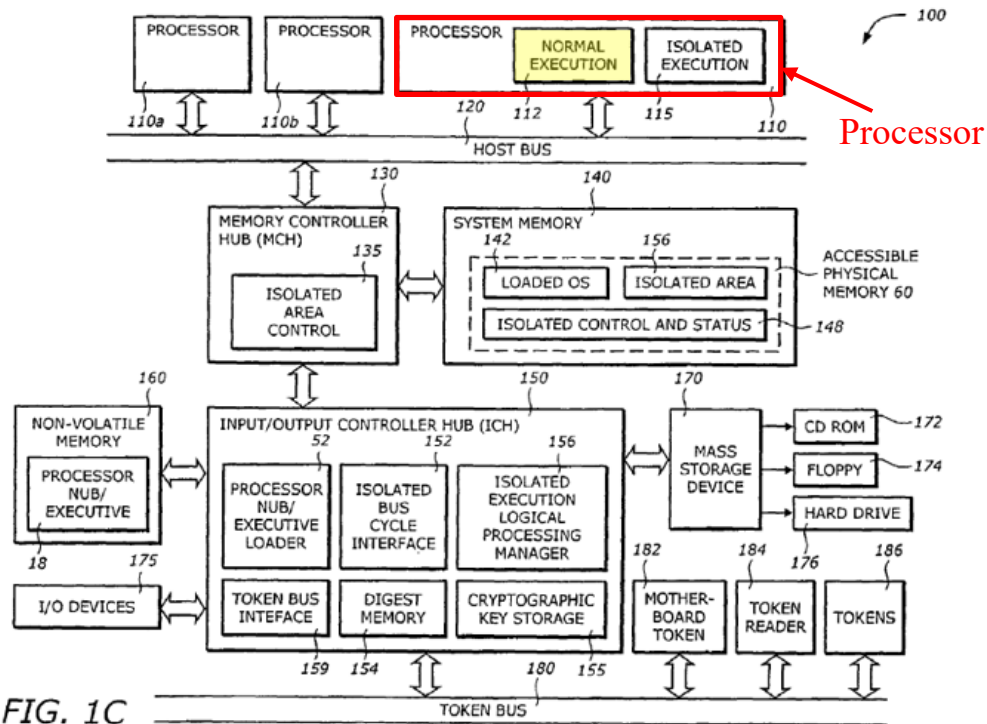 100
PROCESSOR
PROCESSOR
PROCESSOR
NORMAL
EXECUTION
ISOLATED
EXECUTION
110a
110b
120
112
115
110
Processor
HOST BUS
130
MEMORY CONTROLLER
HUB (MCH)
135
ISOLATED
AREA
CONTROL
140
SYSTEM MEMORY
142
156
LOADED OS
ISOLATED AREA
ISOLATED CONTROL AND STATUS
148
ACCESSIBLE
PHYSICAL
MEMORY 60
160
NON-VOLATILE
MEMORY
PROCESSOR
NUB/
EXECUTIVE
18
175
I/O DEVICES
150
INPUT/OUTPUT CONTROLLER HUB (ICH)
52
152
156
PROCESSOR
NUB/
EXECUTIVE
LOADER
ISOLATED
BUS
CYCLE
INTERFACE
ISOLATED
EXECUTION
LOGICAL
PROCESSING
MANAGER
TOKEN BUS
INTEFACE
DIGEST
MEMORY
CRYPTOGRAPHIC
KEY STORAGE
159
154
155
170
MASS
STORAGE
DEVICE
CD ROM
172
FLOPPY
174
HARD DRIVE
176
182
184
186
MOTHER-
BOARD
TOKEN
TOKEN
READER
TOKENS
180
TOKEN BUS
FIG. 1C